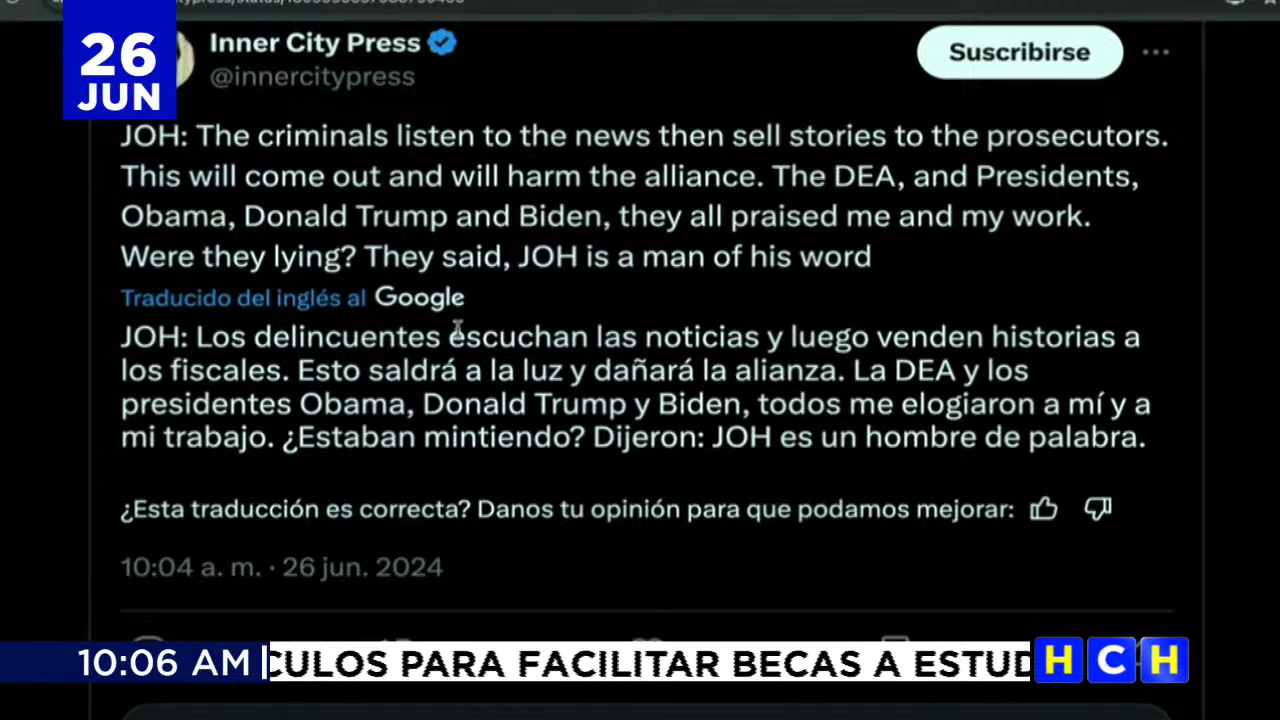 26
JUN
Inner City Press
@innercitypress
Suscribirse
JOH: The criminals listen to the news then sell stories to the prosecutors.
This will come out and will harm the alliance. The DEA, and Presidents,
Obama, Donald Trump and Biden, they all praised me and my work.
Were they lying? They said, JOH is a man of his word
Traducido del inglés al Google
JOH: Los delincuentes escuchan las noticias y luego venden historias a
los fiscales. Esto saldrá a la luz y dañará la alianza. La DEA y los
presidentes Obama, Donald Trump y Biden, todos me elogiaron a mí y a
mi trabajo. ¿Estaban mintiendo? Dijeron: JOH es un hombre de palabra.
¿Esta traducción es correcta? Danos tu opinión para que podamos mejorar:
10:04 a. m. · 26 jun. 2024
10:06 AM
CULOS PARA FACILITAR BECAS A ESTUD
HCH